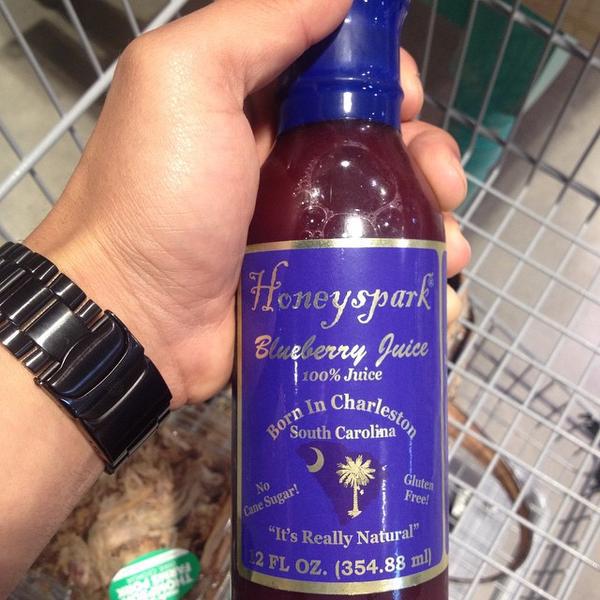 Honeyspark®
Blueberry Juice
100% Juice
Born In Charleston
South Carolina
No
Cane Sugar!
Gluten
Free!
"It's Really Natural"
12 FL OZ. (354.88 ml)